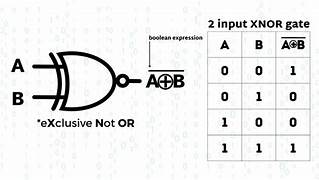 boolean expression
A
B
A⊕B
*eXclusive Not OR
2 input XNOR gate
A B A⊕B
0 0 1
0 1 0
1 0 0
1 1 1